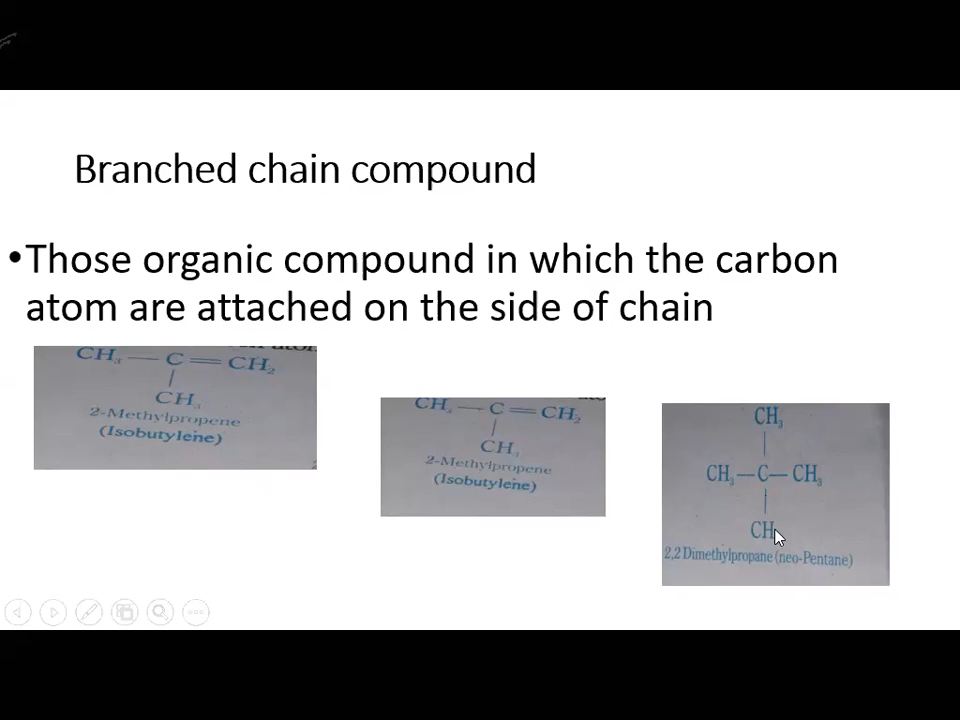 Branched chain compound
•Those organic compound in which the carbon
atom are attached on the side of chain
CH₃ — C = CH₂
CH₃
2-Methylpropene
(Isobutylene)
CH₃ — C = CH₂
CH₃
2-Methylpropene
(Isobutylene)
CH₃
CH₃—C—CH₃
CH
2,2 Dimethylpropane (neo-Pentane)